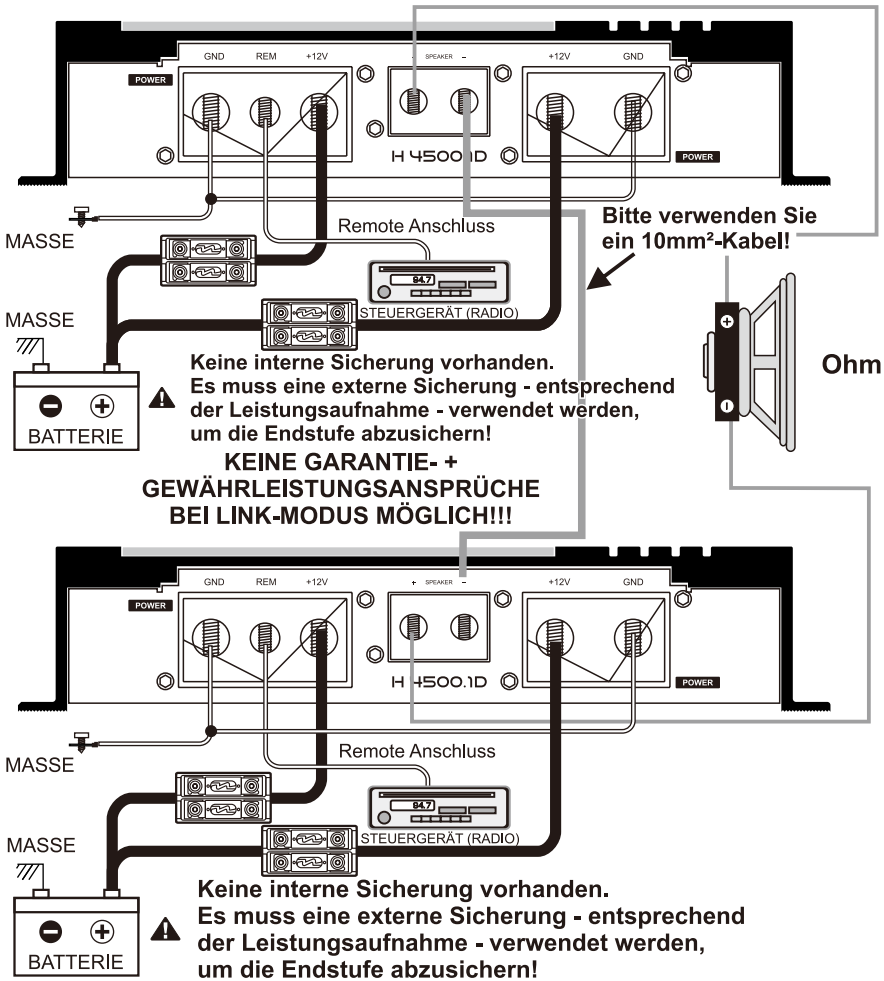 GND REM +12V + SPEAKER - +12V GND
POWER
H 4500.1D
POWER
MASSE
Remote Anschluss
Bitte verwenden Sie
ein 10mm²-Kabel!
94.7
STEUERGERÄT (RADIO)
MASSE
BATTERIE
Keine interne Sicherung vorhanden.
Es muss eine externe Sicherung - entsprechend
der Leistungsaufnahme - verwendet werden,
um die Endstufe abzusichern!
Ohm
KEINE GARANTIE- +
GEWÄHRLEISTUNGSANSPRÜCHE
BEI LINK-MODUS MÖGLICH!!!
GND REM +12V + SPEAKER - +12V GND
POWER
H 4500.1D
POWER
MASSE
Remote Anschluss
94.7
STEUERGERÄT (RADIO)
MASSE
BATTERIE
Keine interne Sicherung vorhanden.
Es muss eine externe Sicherung - entsprechend
der Leistungsaufnahme - verwendet werden,
um die Endstufe abzusichern!